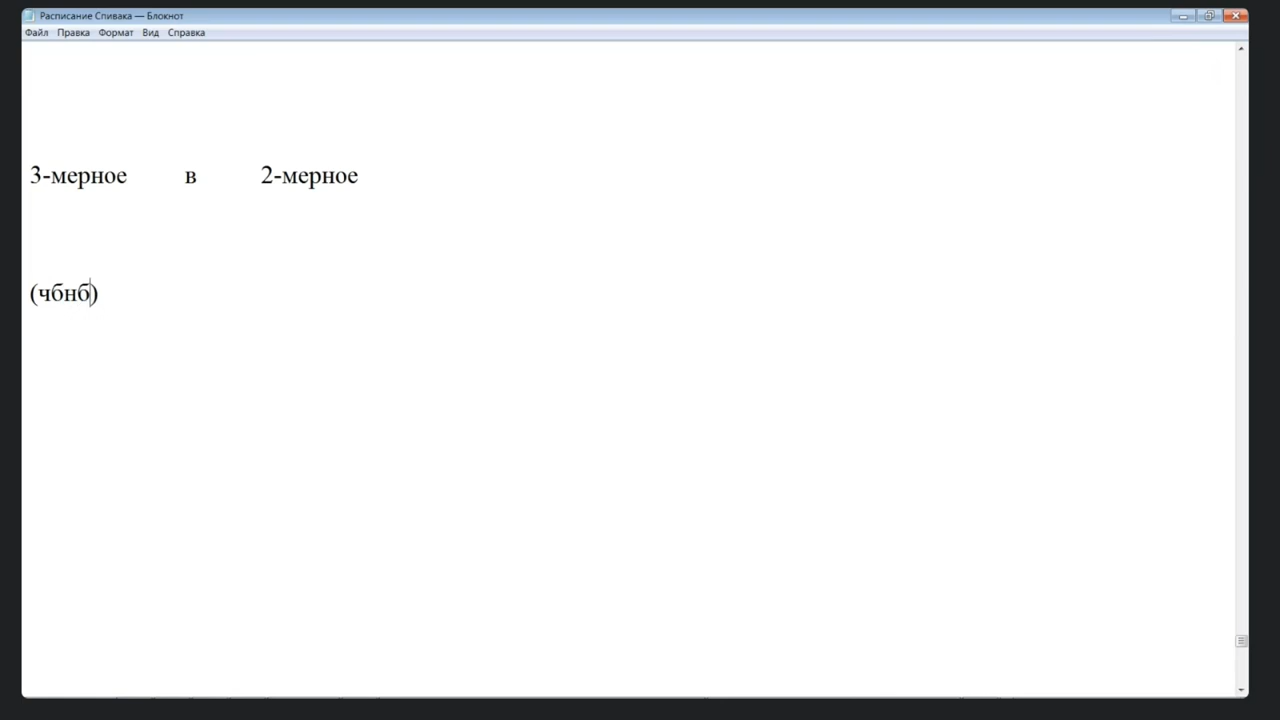 Расписание Спивака — Блокнот
Файл Правка Формат Вид Справка
3-мерное в 2-мерное
(чбнб)